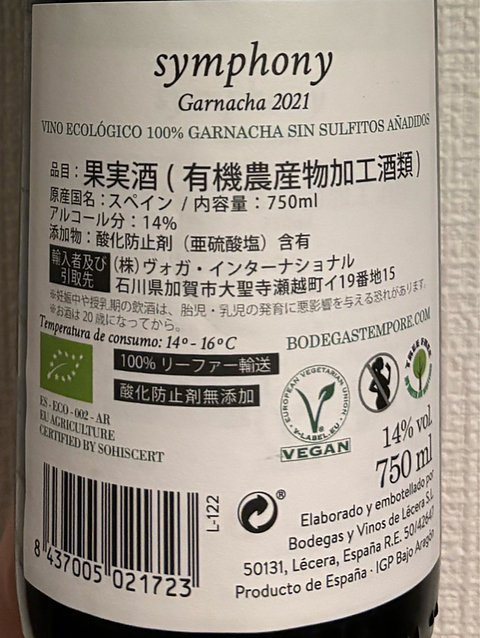 symphony
Garnacha 2021
VINO ECOLÓGICO 100% GARNACHA SIN SULFITOS AÑADIDOS
品目：果実酒（有機農産物加工酒類）
原産国名：スペイン / 内容量：750ml
アルコール分：14%
添加物：酸化防止剤（亜硫酸塩）含有
輸入者及び引取先
(株)ヴォガ・インターナショナル
石川県加賀市大聖寺瀬越町イ19番地15
※妊娠中や授乳期の飲酒は、胎児・乳児の発育に悪影響を与える恐れがあります。
※お酒は20歳になってから。
Temperatura de consumo: 14º - 16ºC
BODEGASTEMPORE.COM
100% リーファー輸送
酸化防止剤無添加
ES - ECO - 002 - AR
EU AGRICULTURE
CERTIFIED BY SOHISCERT
EUROPEAN VEGETARIAN UNION
V-LABEL.EU
VEGAN
TREE FREE
14% vol.
750 ml
L-122
®
Elaborado y embotellado por
Bodegas y Vinos de Lécera S.L.
50131, Lécera, España R.E. 50/42647
Producto de España · IGP Bajo Aragón
8 437005 021723